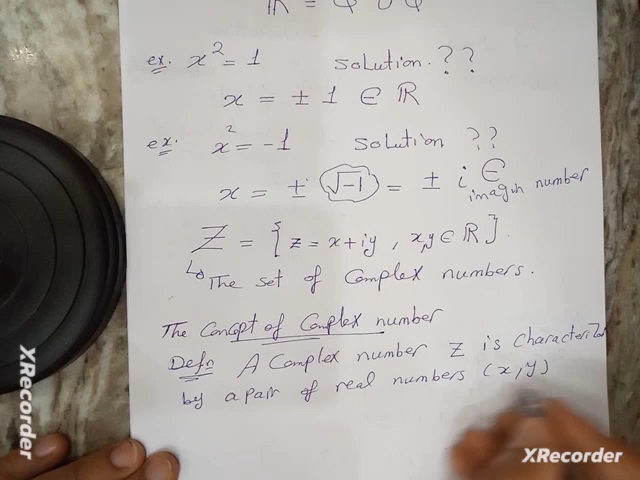 ℝ = Q ∪ Q
ex. x² = 1 Solution ??
x = ± 1 ∈ ℝ
ex. x² = -1 Solution ??
x = ± √-1 = ± i ∈
imagin number
Z = { z = x+iy , x,y ∈ ℝ }.
The set of Complex numbers.
The Concept of Complex number
Defn A Complex number Z is characteriz
by a pair of real numbers (x,y)
XRecorder
XRecorder